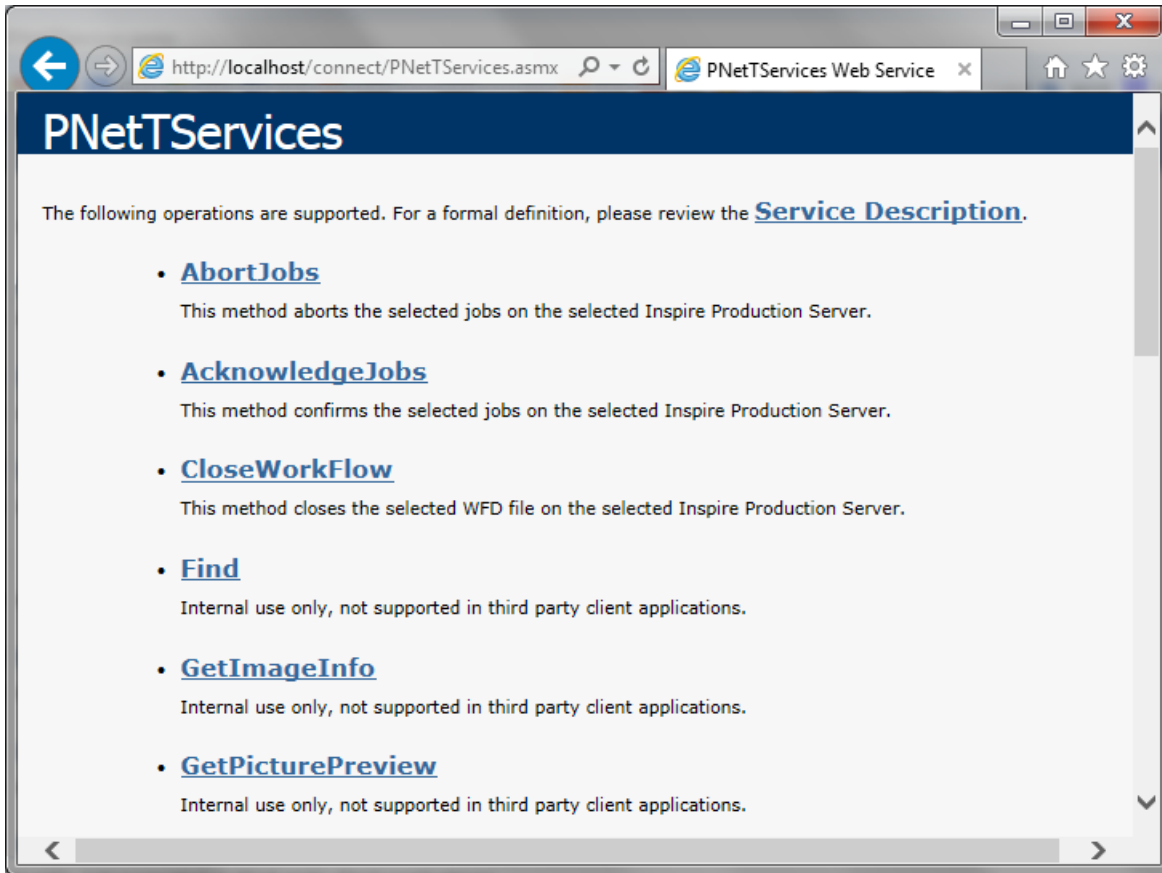 http://localhost/connect/PNetTServices.asmx
PNetTServices Web Service
PNetTServices
The following operations are supported. For a formal definition, please review the Service Description.
• AbortJobs
This method aborts the selected jobs on the selected Inspire Production Server.
• AcknowledgeJobs
This method confirms the selected jobs on the selected Inspire Production Server.
• CloseWorkFlow
This method closes the selected WFD file on the selected Inspire Production Server.
• Find
Internal use only, not supported in third party client applications.
• GetImageInfo
Internal use only, not supported in third party client applications.
• GetPicturePreview
Internal use only, not supported in third party client applications.